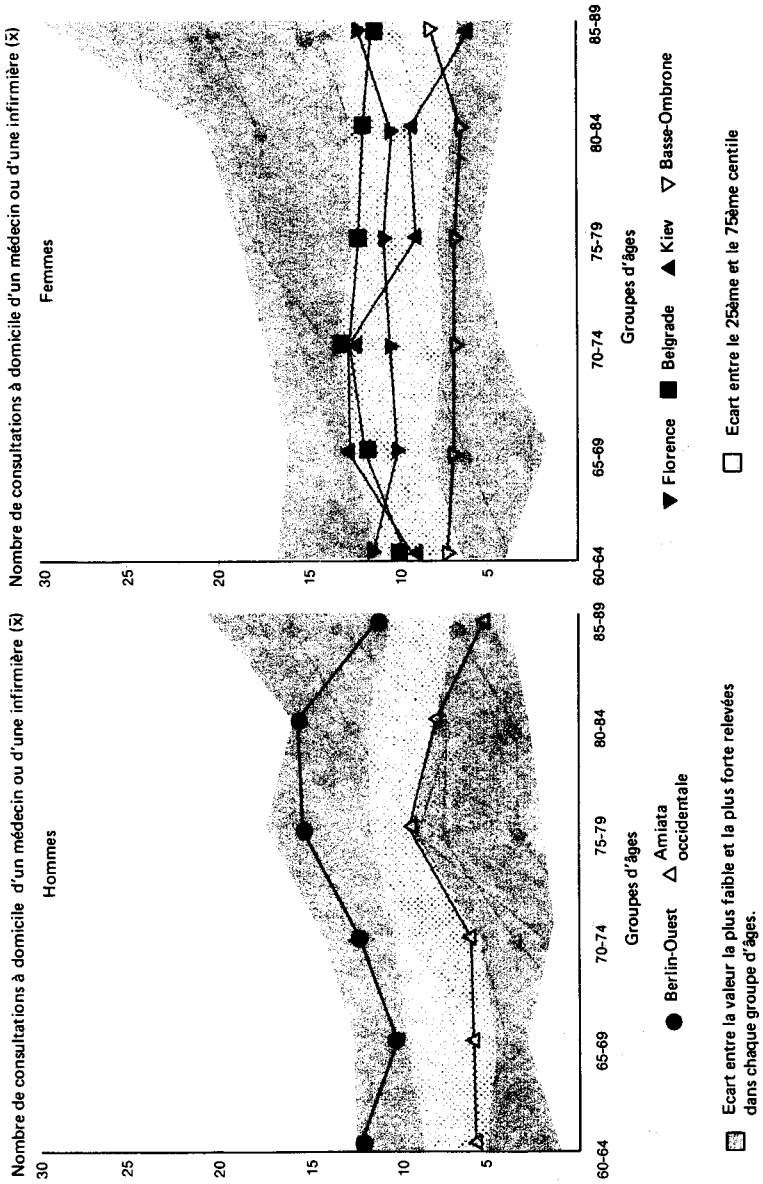 Nombre de consultations à domicile d'un médecin ou d'une infirmière (x̄)
Hommes
30
25
20
15
10
5
60-64
65-69
70-74
75-79
80-84
85-89
Groupes d'âges
● Berlin-Ouest
△ Amiata
occidentale
Ecart entre la valeur la plus faible et la plus forte relevées
dans chaque groupe d'âges.
Nombre de consultations à domicile d'un médecin ou d'une infirmière (x̄)
Femmes
30
25
20
15
10
5
60-64
65-69
70-74
75-79
80-84
85-89
Groupes d'âges
▼ Florence
■ Belgrade
▲ Kiev
▽ Basse-Ombrone
Ecart entre le 25ème et le 75ème centile